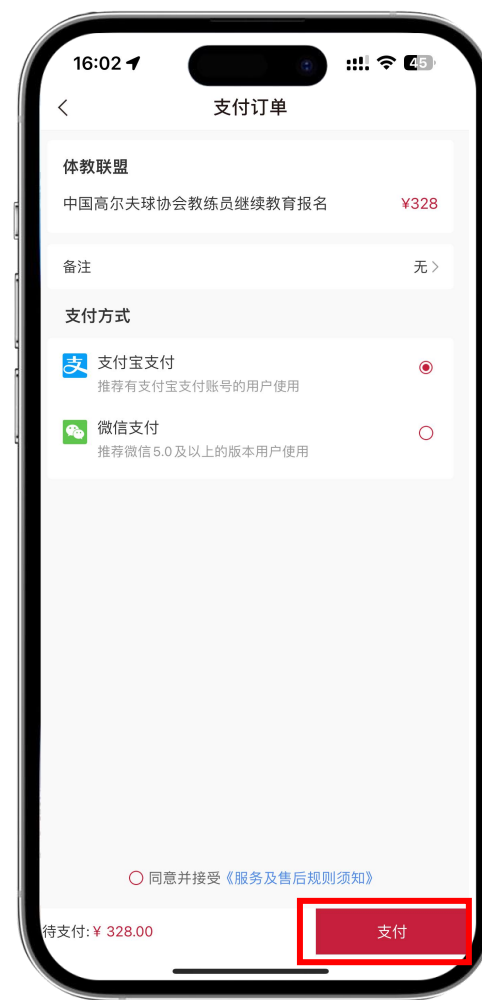 16:02
45
支付订单
体教联盟
中国高尔夫球协会教练员继续教育报名 ¥328
备注 无
支付方式
支付宝支付
推荐有支付宝支付账号的用户使用
微信支付
推荐微信5.0及以上的版本用户使用
同意并接受《服务及售后规则须知》
待支付:¥ 328.00 支付